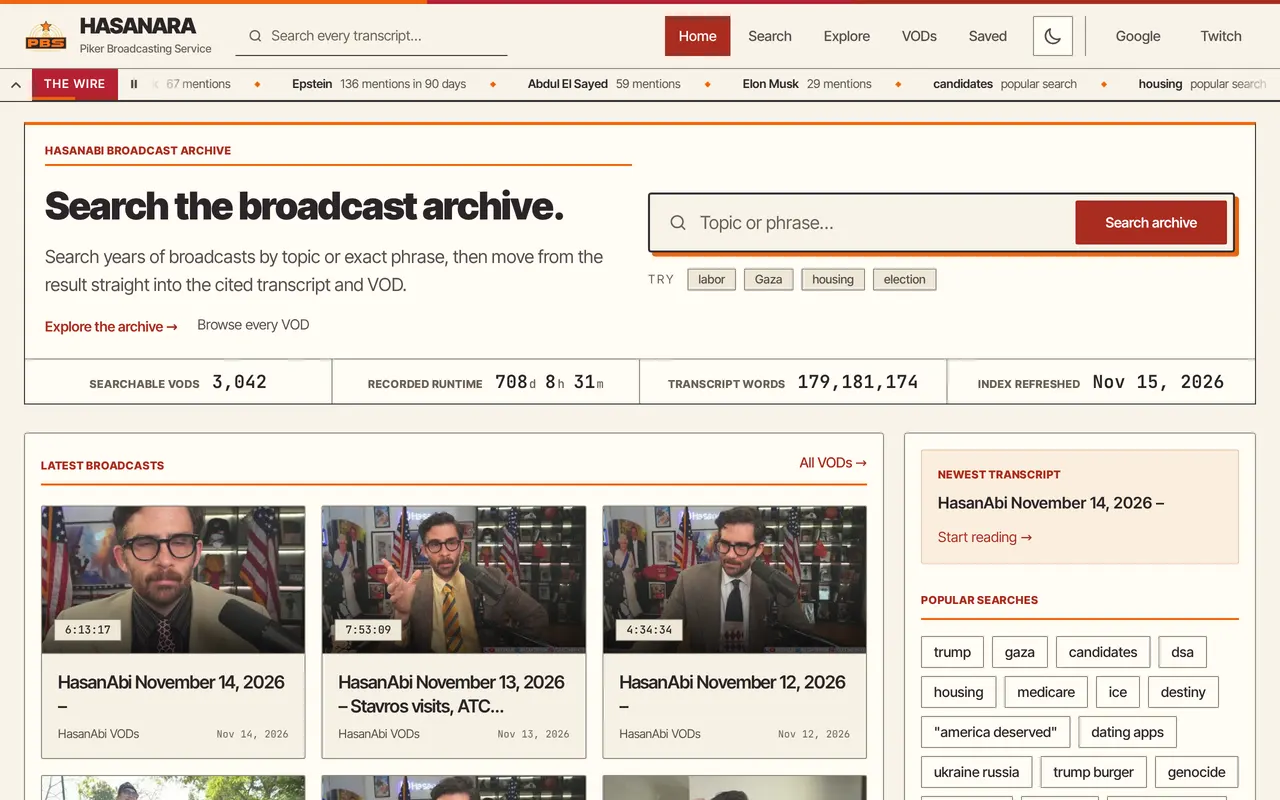 HASANARA
PBS
Piker Broadcasting Service
Search every transcript...
Home
Search
Explore
VODs
Saved
Google
Twitch
THE WIRE
67 mentions
Epstein 136 mentions in 90 days
Abdul El Sayed 59 mentions
Elon Musk 29 mentions
candidates popular search
housing popular search
HASANABI BROADCAST ARCHIVE
Search the broadcast archive.
Search years of broadcasts by topic or exact phrase, then move from the
result straight into the cited transcript and VOD.
Explore the archive →
Browse every VOD
Topic or phrase...
Search archive
TRY
labor
Gaza
housing
election
SEARCHABLE VODS 3,042
RECORDED RUNTIME 708d 8h 31m
TRANSCRIPT WORDS 179,181,174
INDEX REFRESHED Nov 15, 2026
LATEST BROADCASTS
All VODs →
6:13:17
HasanAbi November 14, 2026
–
HasanAbi VODs
Nov 14, 2026
7:53:09
HasanAbi November 13, 2026
– Stavros visits, ATC...
HasanAbi VODs
Nov 13, 2026
4:34:34
HasanAbi November 12, 2026
–
HasanAbi VODs
Nov 12, 2026
NEWEST TRANSCRIPT
HasanAbi November 14, 2026 –
Start reading →
POPULAR SEARCHES
trump
gaza
candidates
dsa
housing
medicare
ice
destiny
"america deserved"
dating apps
ukraine russia
trump burger
genocide